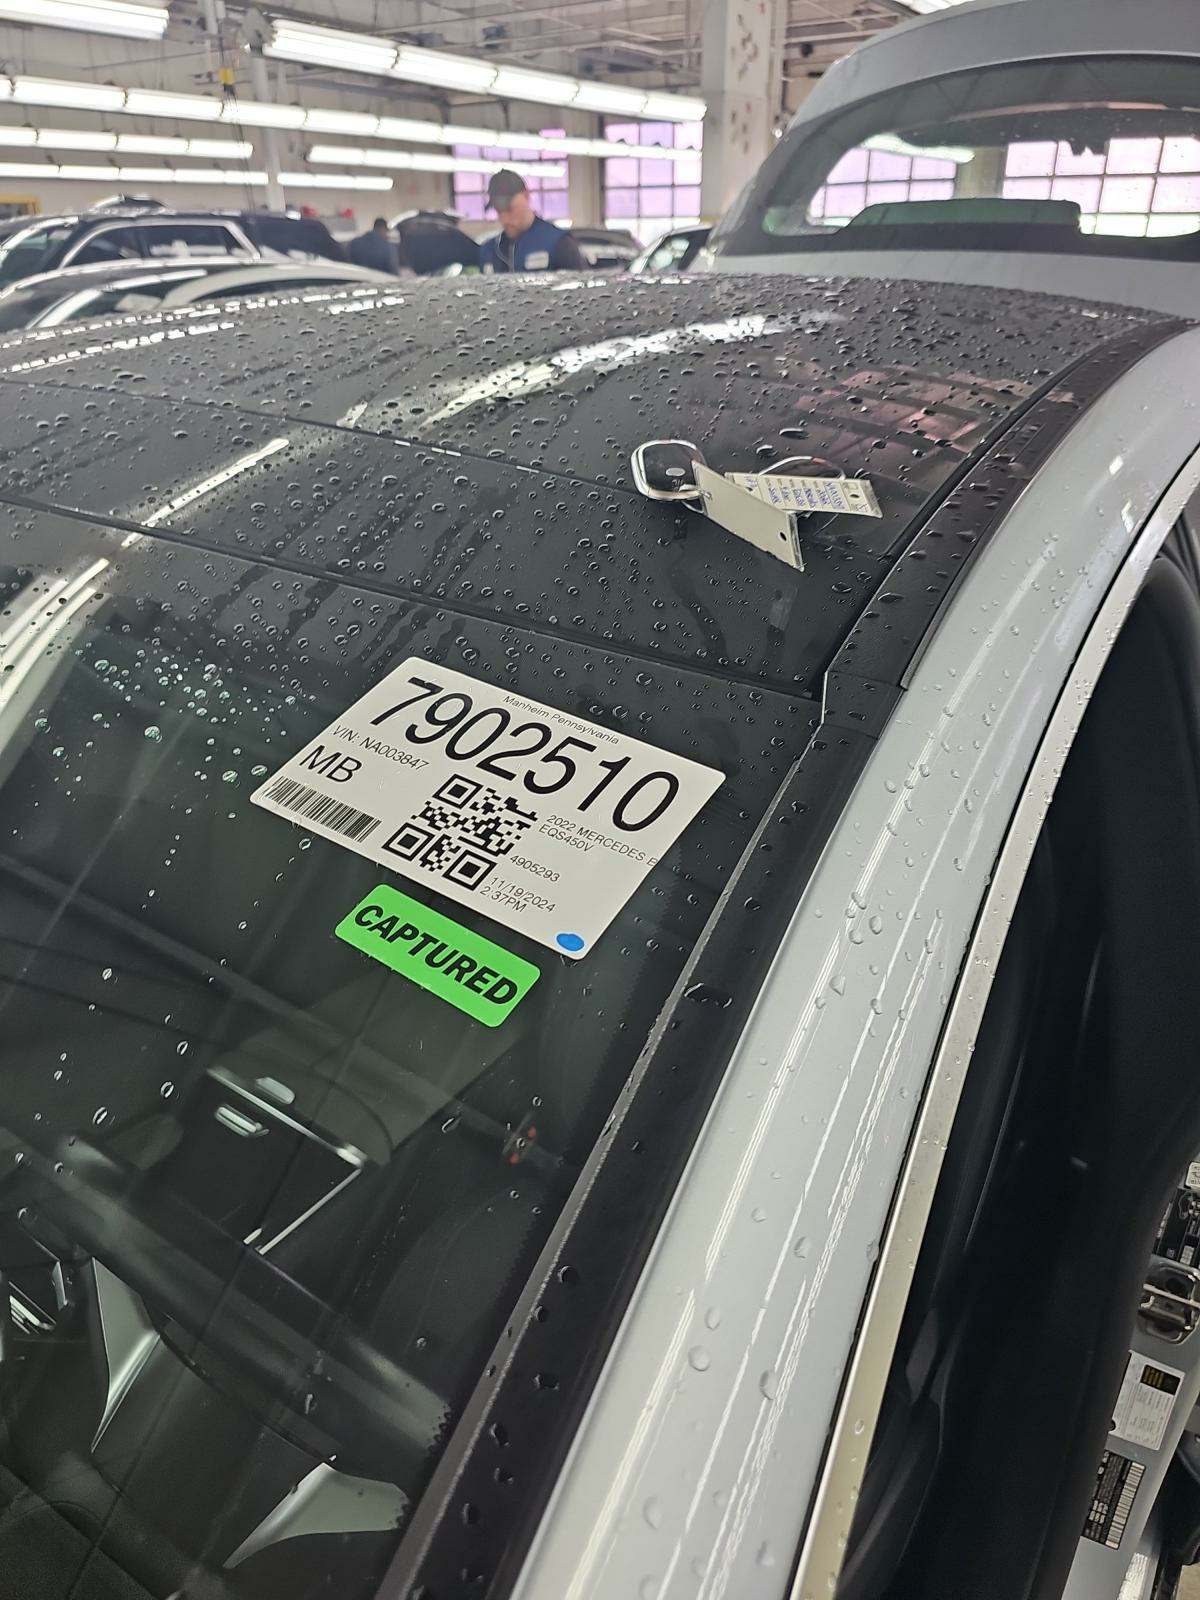 Manheim Pennsylvania
7902510
VIN: NA003847
MB
2022 MERCEDES-B
EQS450V
4905293
11/19/2024
2:37PM
CAPTURED